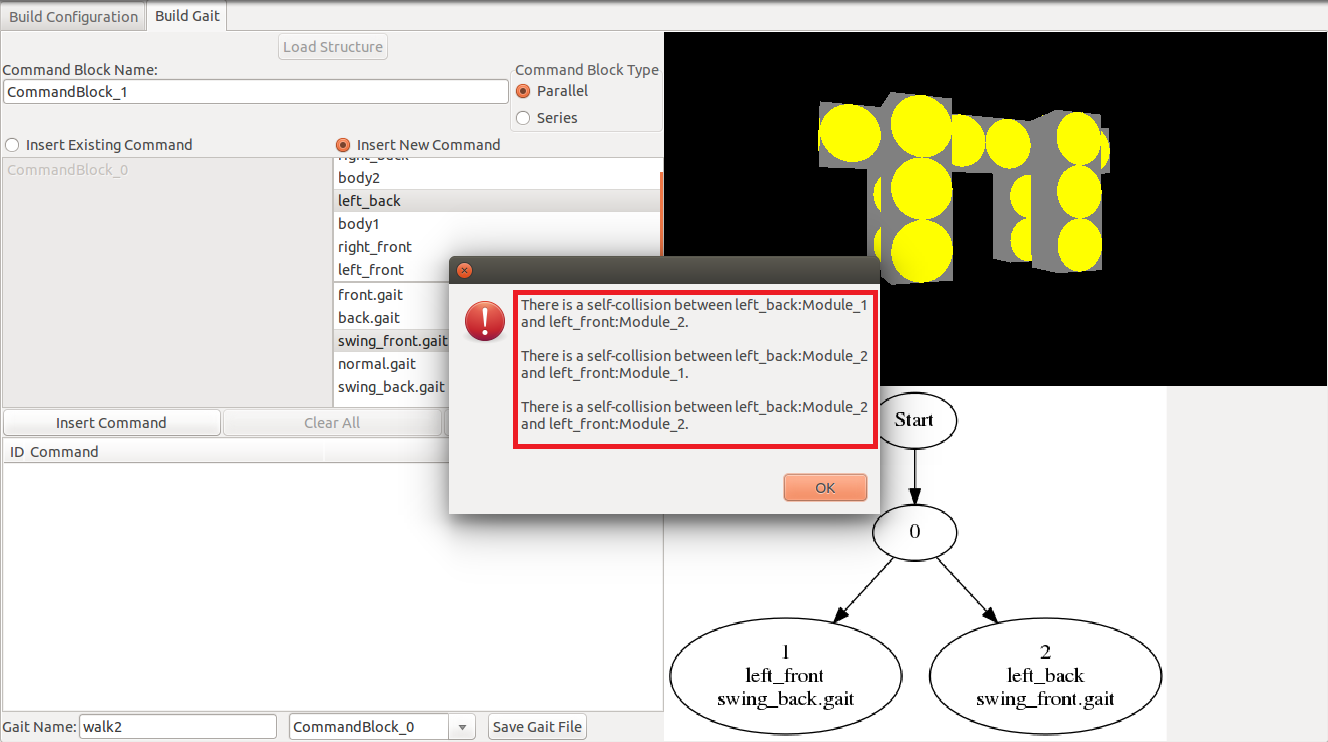 Build Configuration
Build Gait
Load Structure
Command Block Name:
CommandBlock_1
Command Block Type
Parallel
Series
Insert Existing Command
CommandBlock_0
Insert New Command
right_back
body2
left_back
body1
right_front
left_front
front.gait
back.gait
swing_front.gait
normal.gait
swing_back.gait
Insert Command
Clear All
ID Command
There is a self-collision between left_back:Module_1
and left_front:Module_2.
There is a self-collision between left_back:Module_2
and left_front:Module_1.
There is a self-collision between left_back:Module_2
and left_front:Module_2.
OK
Start
0
1
left_front
swing_back.gait
2
left_back
swing_front.gait
Gait Name:
walk2
CommandBlock_0
Save Gait File